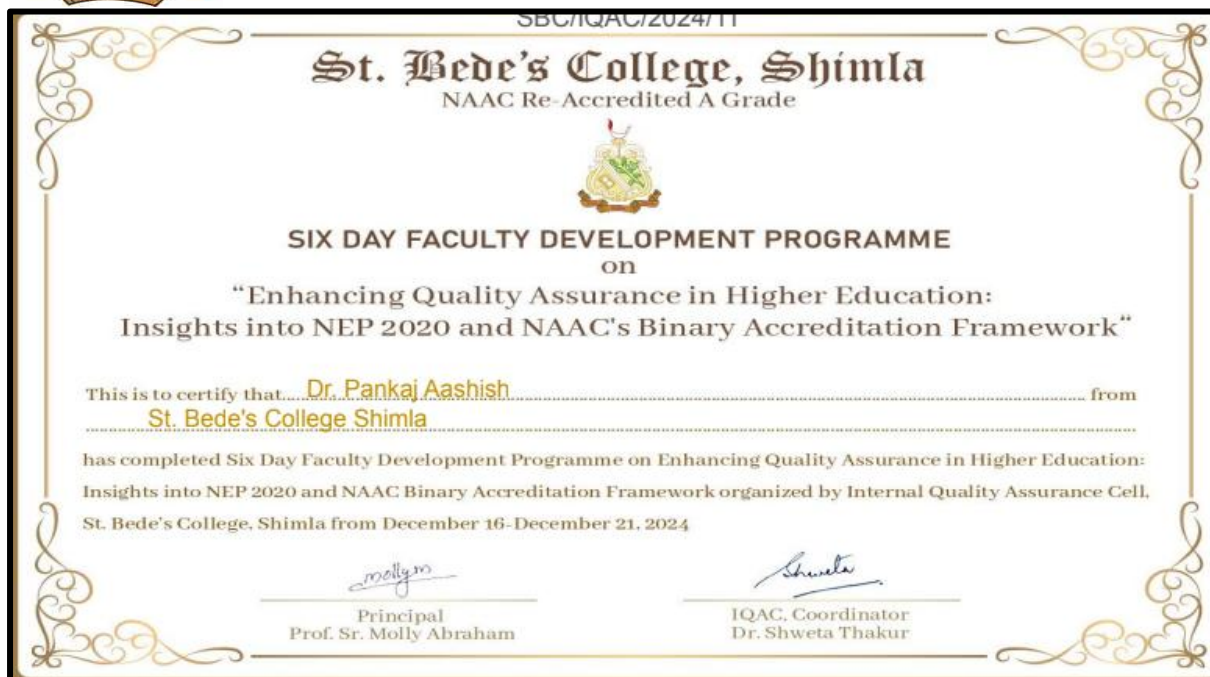 SBC/IQAC/2024/11
St. Bede's College, Shimla
NAAC Re-Accredited A Grade
SIX DAY FACULTY DEVELOPMENT PROGRAMME
on
“Enhancing Quality Assurance in Higher Education:
Insights into NEP 2020 and NAAC's Binary Accreditation Framework“
This is to certify that Dr. Pankaj Aashish from
St. Bede's College Shimla
has completed Six Day Faculty Development Programme on Enhancing Quality Assurance in Higher Education:
Insights into NEP 2020 and NAAC Binary Accreditation Framework organized by Internal Quality Assurance Cell,
St. Bede's College, Shimla from December 16-December 21, 2024
mollym
Shweta
Principal
Prof. Sr. Molly Abraham
IQAC, Coordinator
Dr. Shweta Thakur